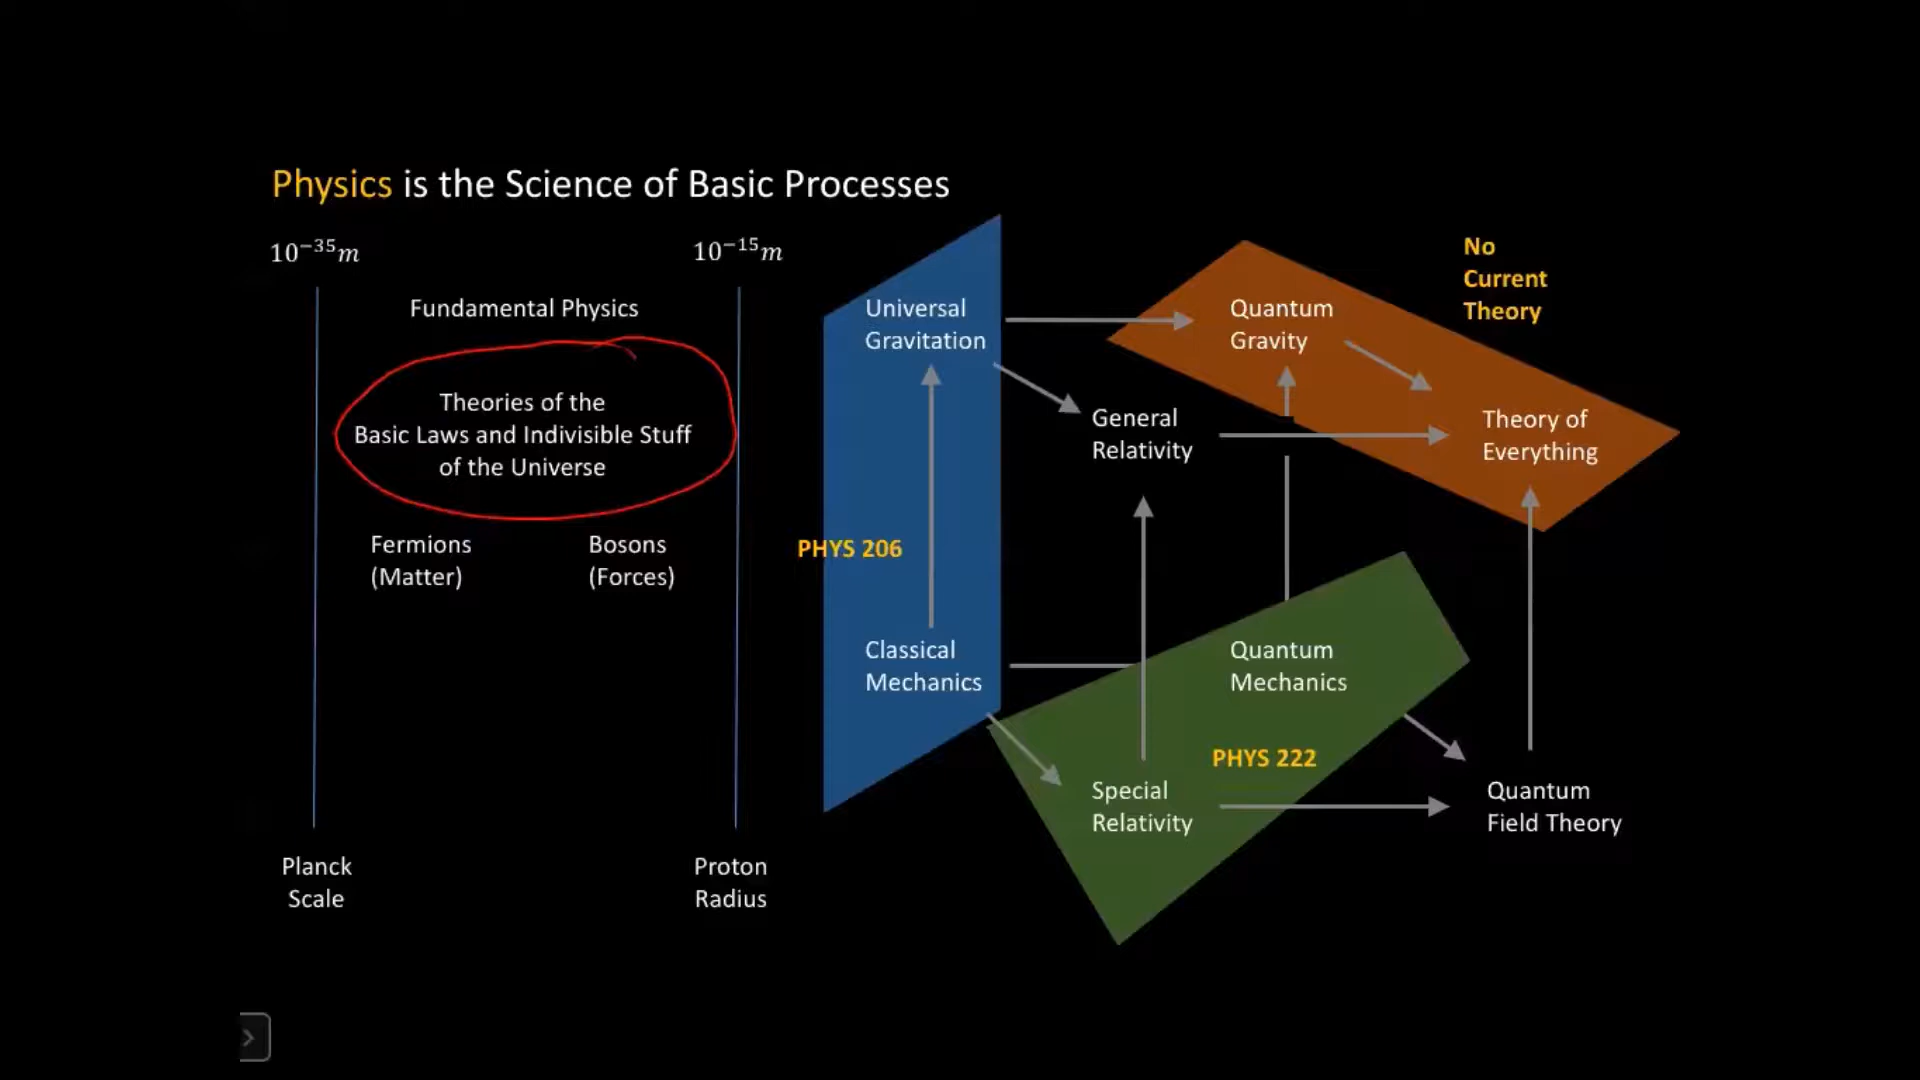 Physics is the Science of Basic Processes
10⁻³⁵m
10⁻¹⁵m
Fundamental Physics
Theories of the
Basic Laws and Indivisible Stuff
of the Universe
Fermions
(Matter)
Bosons
(Forces)
Planck
Scale
Proton
Radius
Universal
Gravitation
PHYS 206
Classical
Mechanics
Quantum
Gravity
No
Current
Theory
General
Relativity
Theory of
Everything
Quantum
Mechanics
PHYS 222
Special
Relativity
Quantum
Field Theory